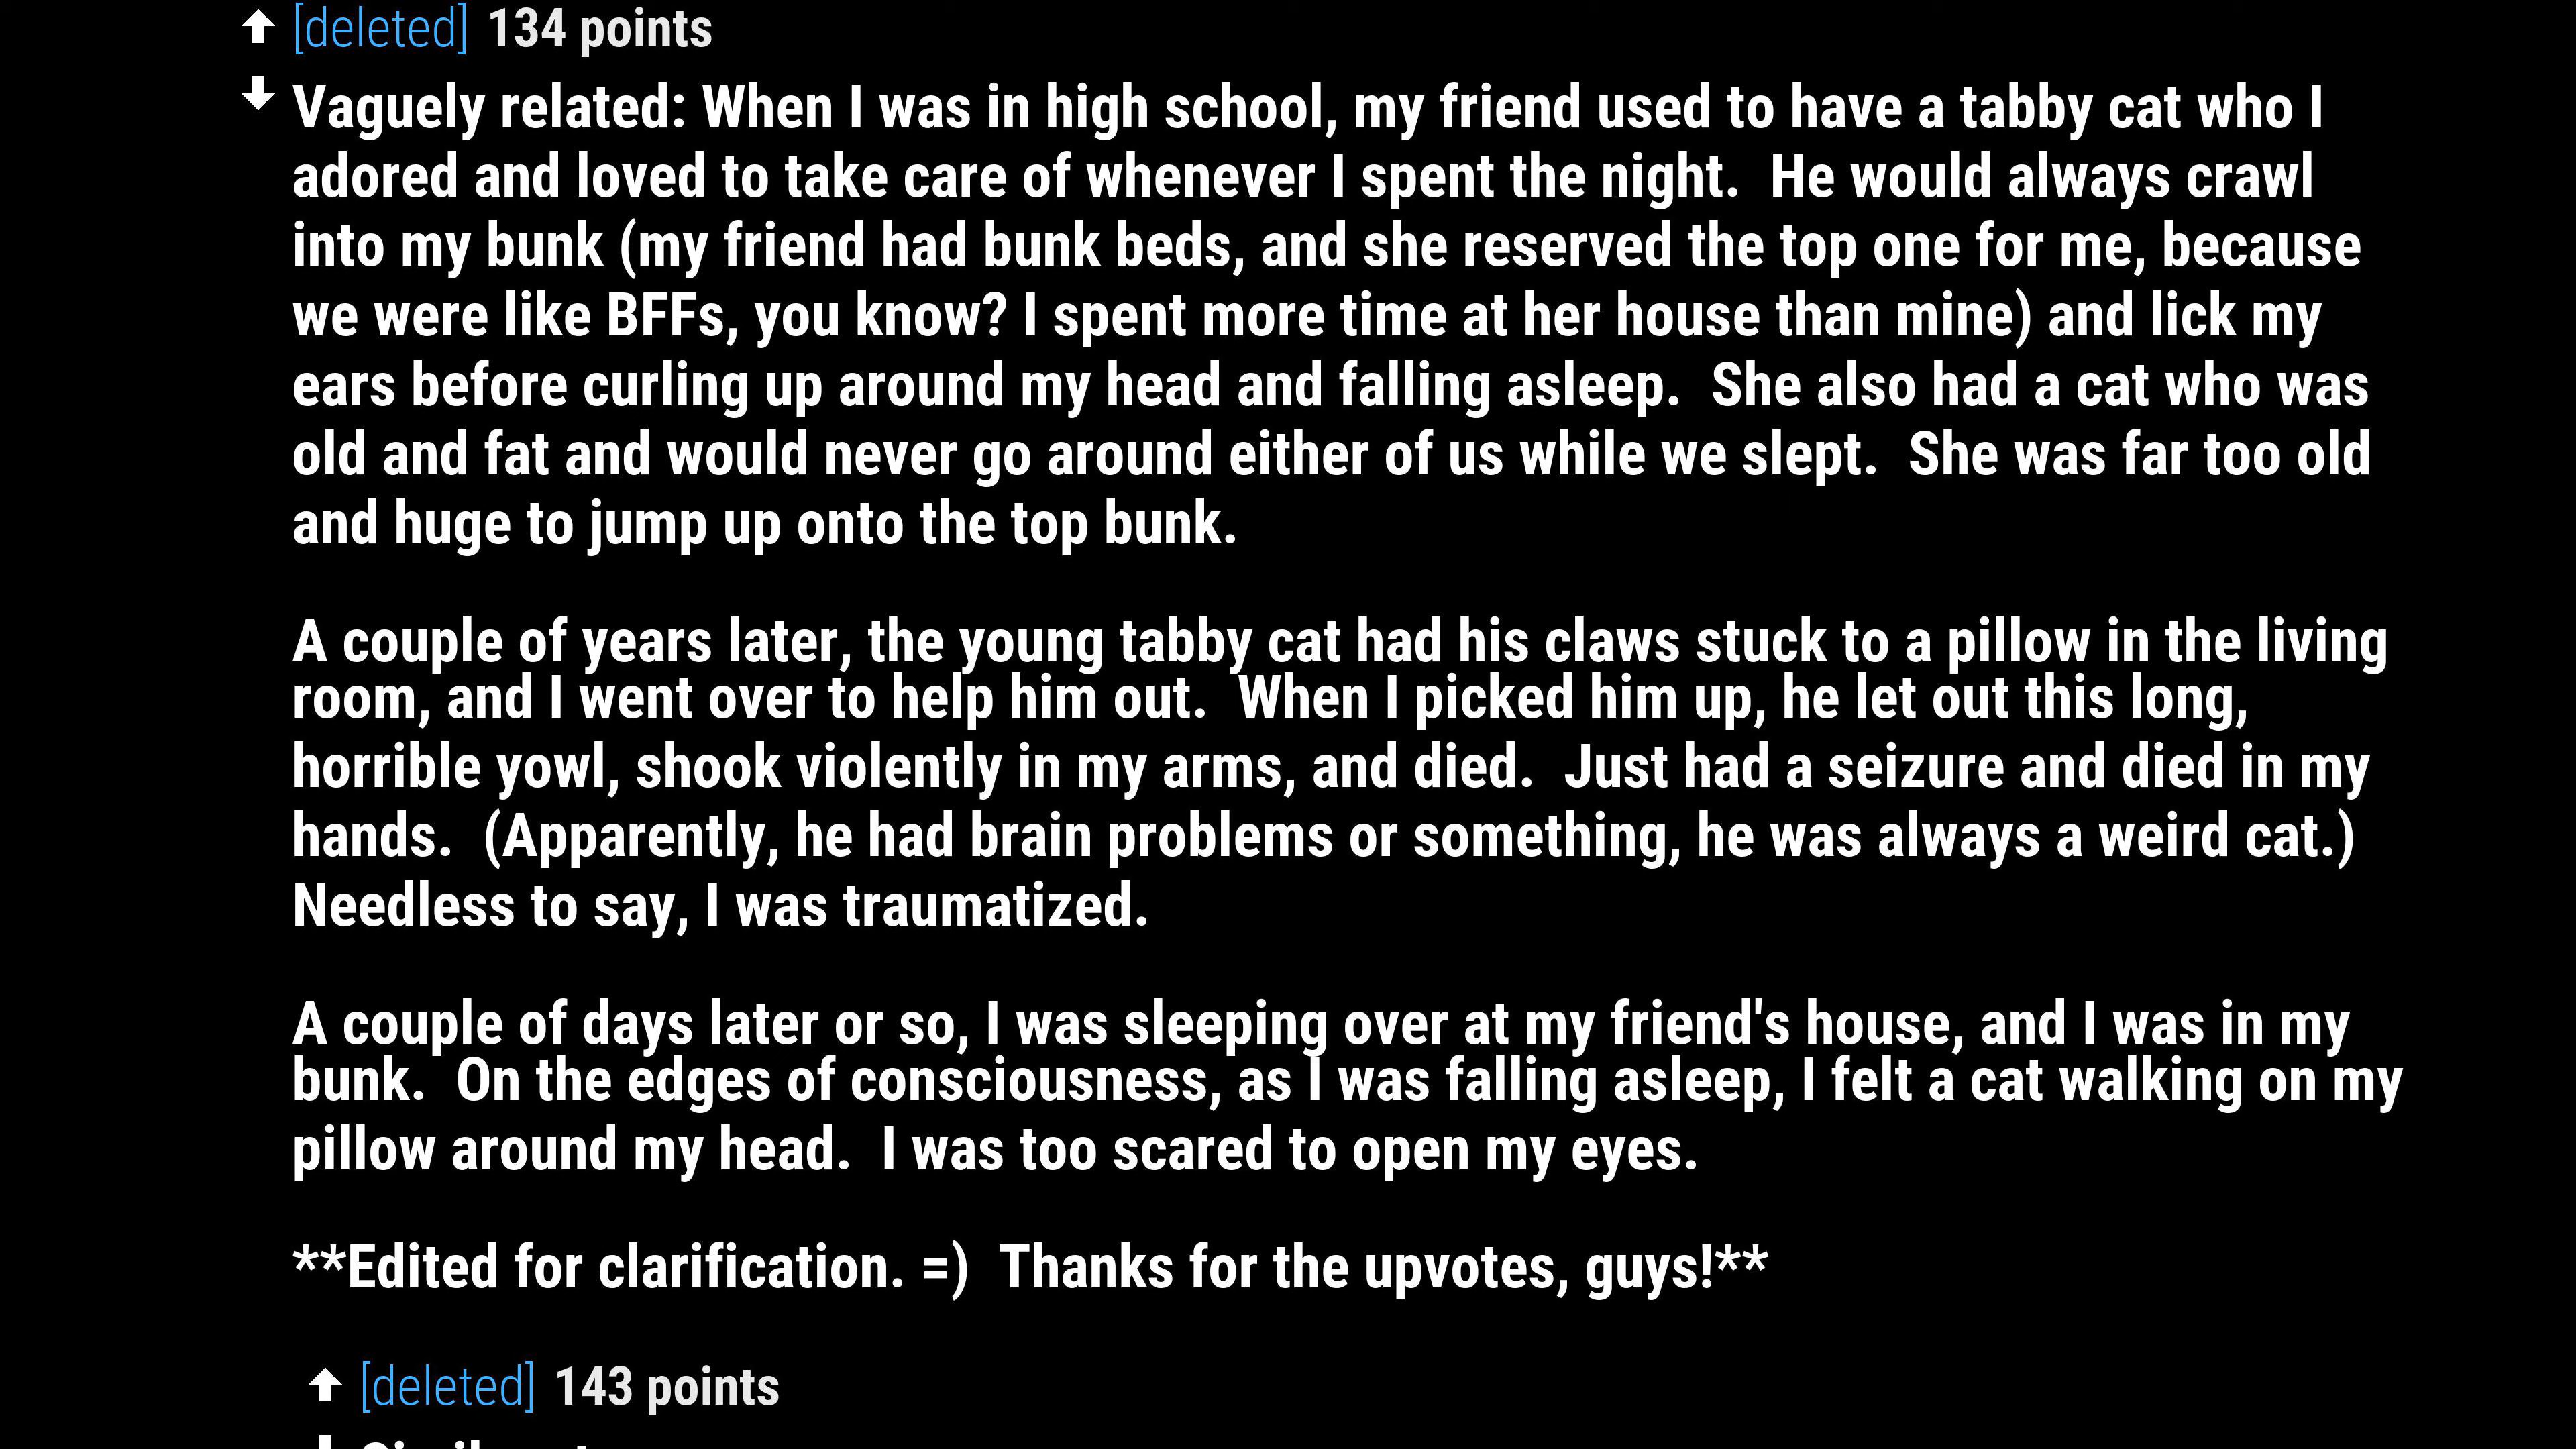 [deleted] 134 points
Vaguely related: When I was in high school, my friend used to have a tabby cat who I
adored and loved to take care of whenever I spent the night.  He would always crawl
into my bunk (my friend had bunk beds, and she reserved the top one for me, because
we were like BFFs, you know? I spent more time at her house than mine) and lick my
ears before curling up around my head and falling asleep.  She also had a cat who was
old and fat and would never go around either of us while we slept.  She was far too old
and huge to jump up onto the top bunk.
A couple of years later, the young tabby cat had his claws stuck to a pillow in the living
room, and I went over to help him out.  When I picked him up, he let out this long,
horrible yowl, shook violently in my arms, and died.  Just had a seizure and died in my
hands.  (Apparently, he had brain problems or something, he was always a weird cat.)
Needless to say, I was traumatized.
A couple of days later or so, I was sleeping over at my friend's house, and I was in my
bunk.  On the edges of consciousness, as I was falling asleep, I felt a cat walking on my
pillow around my head.  I was too scared to open my eyes.
**Edited for clarification. =)  Thanks for the upvotes, guys!**
[deleted] 143 points